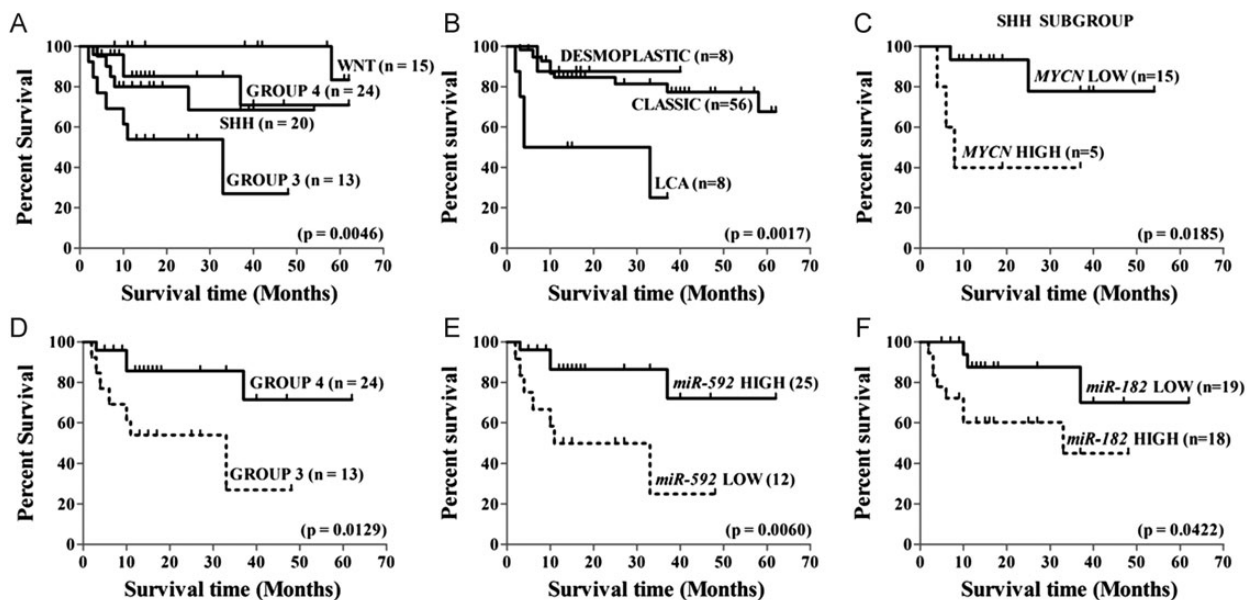 A
Percent Survival
100
80
60
40
20
0
WNT (n = 15)
GROUP 4 (n = 24)
SHH (n = 20)
GROUP 3 (n = 13)
(p = 0.0046)
0 10 20 30 40 50 60 70
Survival time (Months)
B
Percent survival
100
80
60
40
20
0
DESMOPLASTIC (n=8)
CLASSIC (n=56)
LCA (n=8)
(p = 0.0017)
0 10 20 30 40 50 60 70
Survival time (Months)
C
SHH SUBGROUP
Percent survival
100
80
60
40
20
0
MYCN LOW (n=15)
MYCN HIGH (n=5)
(p = 0.0185)
0 10 20 30 40 50 60 70
Survival time (Months)
D
Percent Survival
100
80
60
40
20
0
GROUP 4 (n = 24)
GROUP 3 (n = 13)
(p = 0.0129)
0 10 20 30 40 50 60 70
Survival time (Months)
E
Percent survival
100
80
60
40
20
0
miR-592 HIGH (25)
miR-592 LOW (12)
(p = 0.0060)
0 10 20 30 40 50 60 70
Survival time (Months)
F
Percent survival
100
80
60
40
20
0
miR-182 LOW (n=19)
miR-182 HIGH (n=18)
(p = 0.0422)
0 10 20 30 40 50 60 70
Survival time (Months)